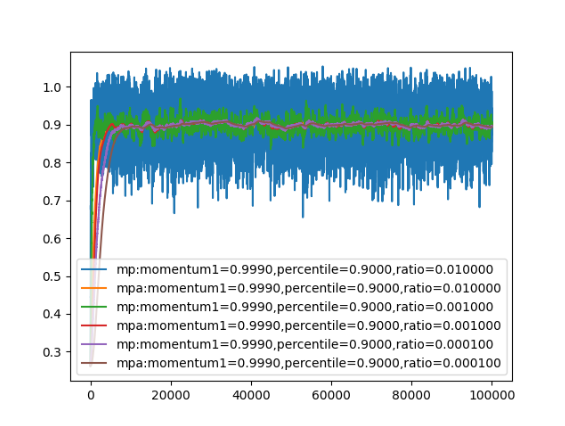 1.0
0.9
0.8
0.7
0.6
0.5
0.4
0.3
mp:momentum1=0.9990,percentile=0.9000,ratio=0.010000
mpa:momentum1=0.9990,percentile=0.9000,ratio=0.010000
mp:momentum1=0.9990,percentile=0.9000,ratio=0.001000
mpa:momentum1=0.9990,percentile=0.9000,ratio=0.001000
mp:momentum1=0.9990,percentile=0.9000,ratio=0.000100
mpa:momentum1=0.9990,percentile=0.9000,ratio=0.000100
0 20000 40000 60000 80000 100000